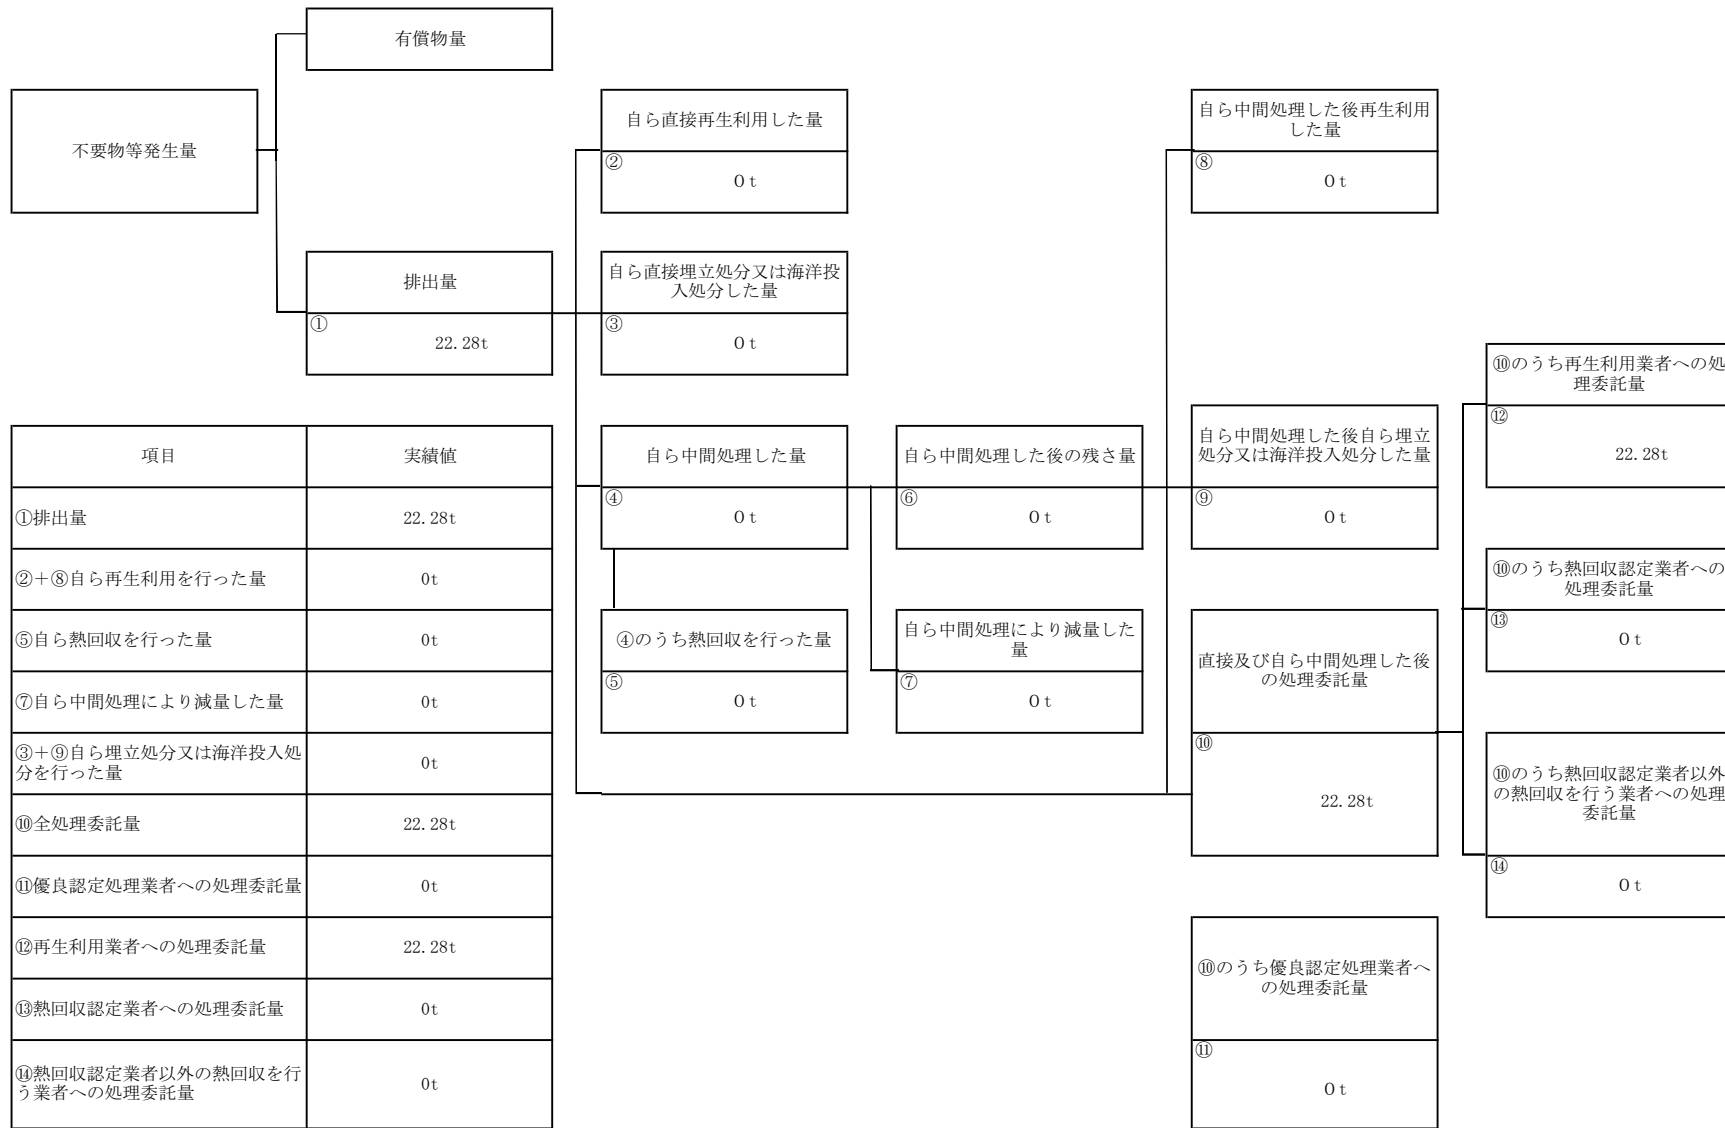 有償物量
不要物等発生量
自ら直接再生利用した量
②
0t
自ら中間処理した後再生利用
した量
⑧
0t
排出量
①
22.28t
自ら直接埋立処分又は海洋投
入処分した量
③
0t
⑩のうち再生利用業者への処
理委託量
⑫
22.28t
自ら中間処理した量
④
0t
自ら中間処理した後の残さ量
⑥
0t
自ら中間処理した後自ら埋立
処分又は海洋投入処分した量
⑨
0t
⑩のうち熱回収認定業者への
処理委託量
⑬
0t
④のうち熱回収を行った量
⑤
0t
自ら中間処理により減量した
量
⑦
0t
直接及び自ら中間処理した後
の処理委託量
⑩
22.28t
⑩のうち熱回収認定業者以外
の熱回収を行う業者への処理
委託量
⑭
0t
⑩のうち優良認定処理業者へ
の処理委託量
⑪
0t
項目 実績値
①排出量 22.28t
②+⑧自ら再生利用を行った量 0t
⑤自ら熱回収を行った量 0t
⑦自ら中間処理により減量した量 0t
③+⑨自ら埋立処分又は海洋投入処
分を行った量 0t
⑩全処理委託量 22.28t
⑪優良認定処理業者への処理委託量 0t
⑫再生利用業者への処理委託量 22.28t
⑬熱回収認定業者への処理委託量 0t
⑭熱回収認定業者以外の熱回収を行
う業者への処理委託量 0t